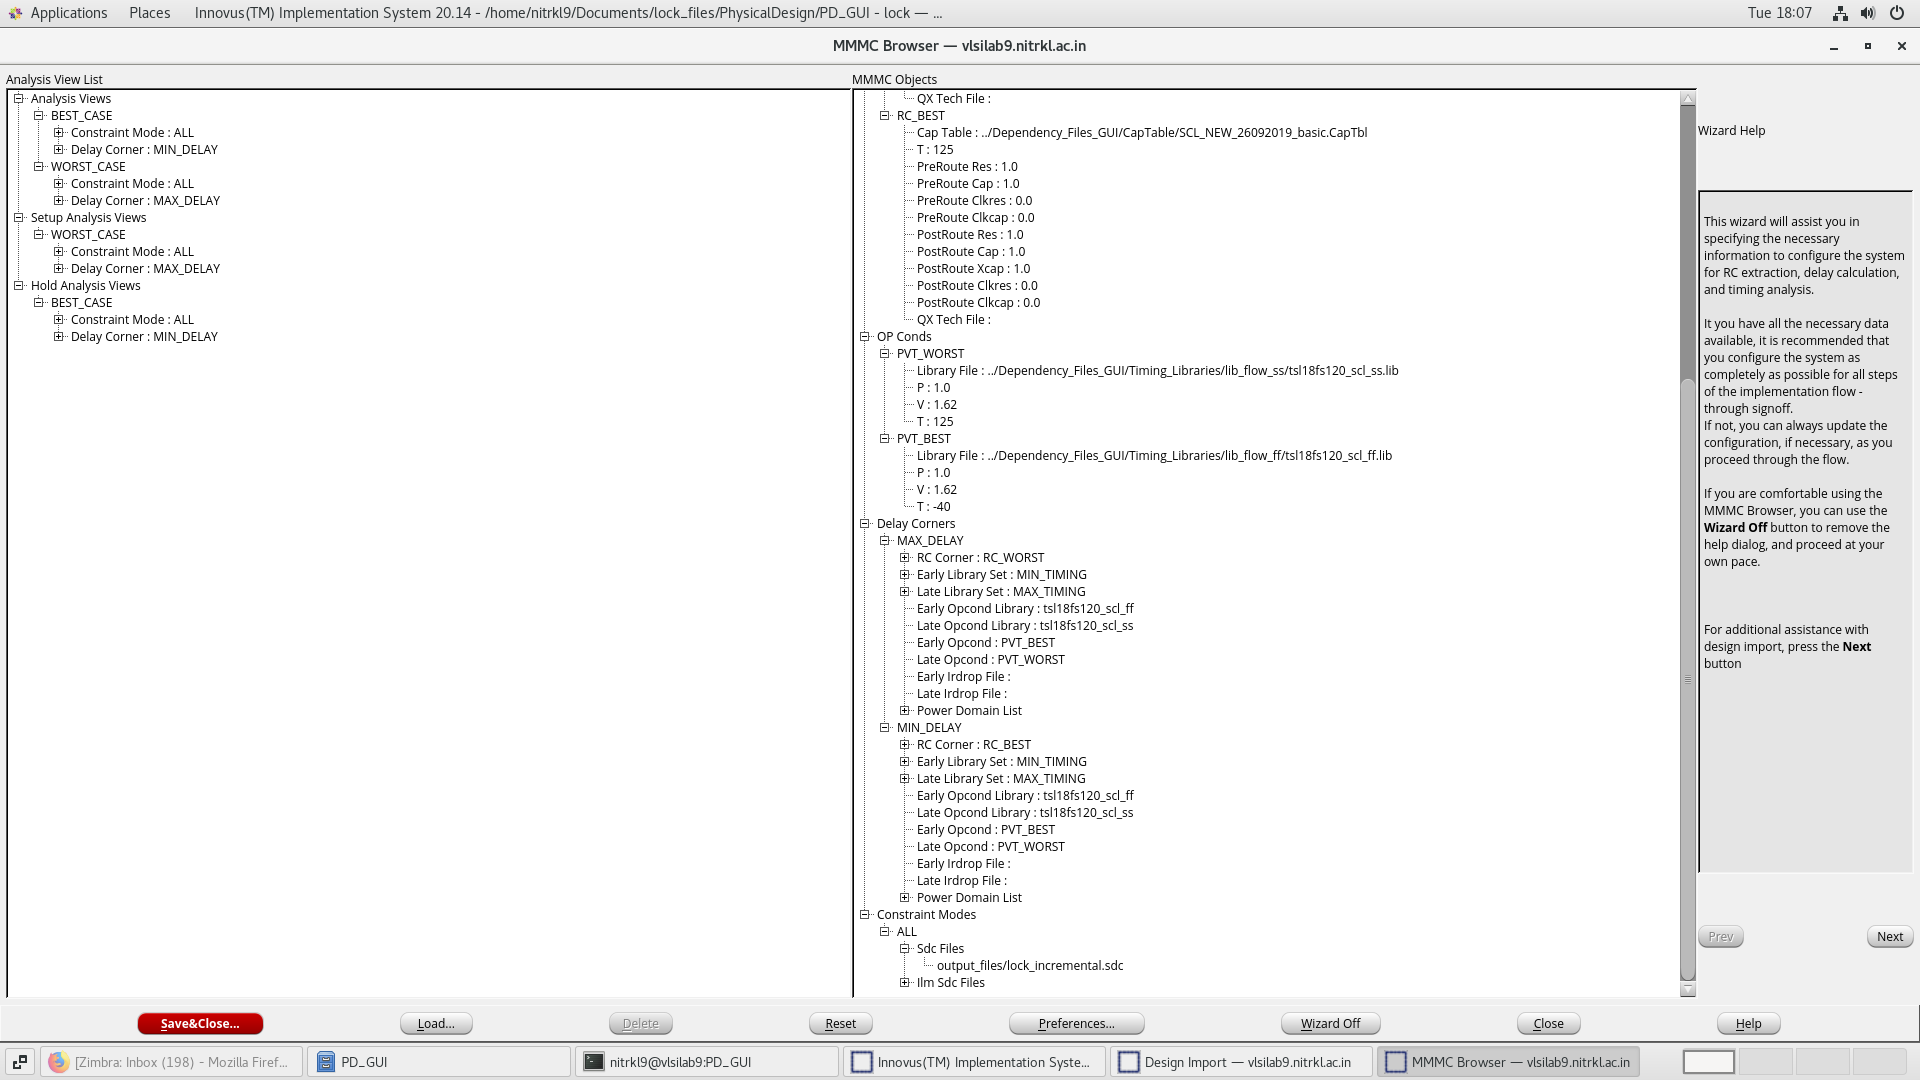 Applications Places Innovus(TM) Implementation System 20.14 - /home/nitrkl9/Documents/lock_files/PhysicalDesign/PD_GUI - lock — ... Tue 18:07
MMMC Browser — vlsilab9.nitrkl.ac.in
Analysis View List
Analysis Views
BEST_CASE
Constraint Mode : ALL
Delay Corner : MIN_DELAY
WORST_CASE
Constraint Mode : ALL
Delay Corner : MAX_DELAY
Setup Analysis Views
WORST_CASE
Constraint Mode : ALL
Delay Corner : MAX_DELAY
Hold Analysis Views
BEST_CASE
Constraint Mode : ALL
Delay Corner : MIN_DELAY
MMMC Objects
QX Tech File :
RC_BEST
Cap Table : ../Dependency_Files_GUI/CapTable/SCL_NEW_26092019_basic.CapTbl
T : 125
PreRoute Res : 1.0
PreRoute Cap : 1.0
PreRoute Clkres : 0.0
PreRoute Clkcap : 0.0
PostRoute Res : 1.0
PostRoute Cap : 1.0
PostRoute Xcap : 1.0
PostRoute Clkres : 0.0
PostRoute Clkcap : 0.0
QX Tech File :
OP Conds
PVT_WORST
Library File : ../Dependency_Files_GUI/Timing_Libraries/lib_flow_ss/tsl18fs120_scl_ss.lib
P : 1.0
V : 1.62
T : 125
PVT_BEST
Library File : ../Dependency_Files_GUI/Timing_Libraries/lib_flow_ff/tsl18fs120_scl_ff.lib
P : 1.0
V : 1.62
T : -40
Delay Corners
MAX_DELAY
RC Corner : RC_WORST
Early Library Set : MIN_TIMING
Late Library Set : MAX_TIMING
Early Opcond Library : tsl18fs120_scl_ff
Late Opcond Library : tsl18fs120_scl_ss
Early Opcond : PVT_BEST
Late Opcond : PVT_WORST
Early Irdrop File :
Late Irdrop File :
Power Domain List
MIN_DELAY
RC Corner : RC_BEST
Early Library Set : MIN_TIMING
Late Library Set : MAX_TIMING
Early Opcond Library : tsl18fs120_scl_ff
Late Opcond Library : tsl18fs120_scl_ss
Early Opcond : PVT_BEST
Late Opcond : PVT_WORST
Early Irdrop File :
Late Irdrop File :
Power Domain List
Constraint Modes
ALL
Sdc Files
output_files/lock_incremental.sdc
Ilm Sdc Files
Wizard Help
This wizard will assist you in
specifying the necessary
information to configure the system
for RC extraction, delay calculation,
and timing analysis.
It you have all the necessary data
available, it is recommended that
you configure the system as
completely as possible for all steps
of the implementation flow -
through signoff.
If not, you can always update the
configuration, if necessary, as you
proceed through the flow.
If you are comfortable using the
MMMC Browser, you can use the
Wizard Off button to remove the
help dialog, and proceed at your
own pace.
For additional assistance with
design import, press the Next
button
Prev Next
Save&Close... Load... Delete Reset Preferences... Wizard Off Close Help
[Zimbra: Inbox (198) - Mozilla Firef... PD_GUI nitrkl9@vlsilab9:PD_GUI Innovus(TM) Implementation Syste... Design Import — vlsilab9.nitrkl.ac.in MMMC Browser — vlsilab9.nitrkl.ac.in